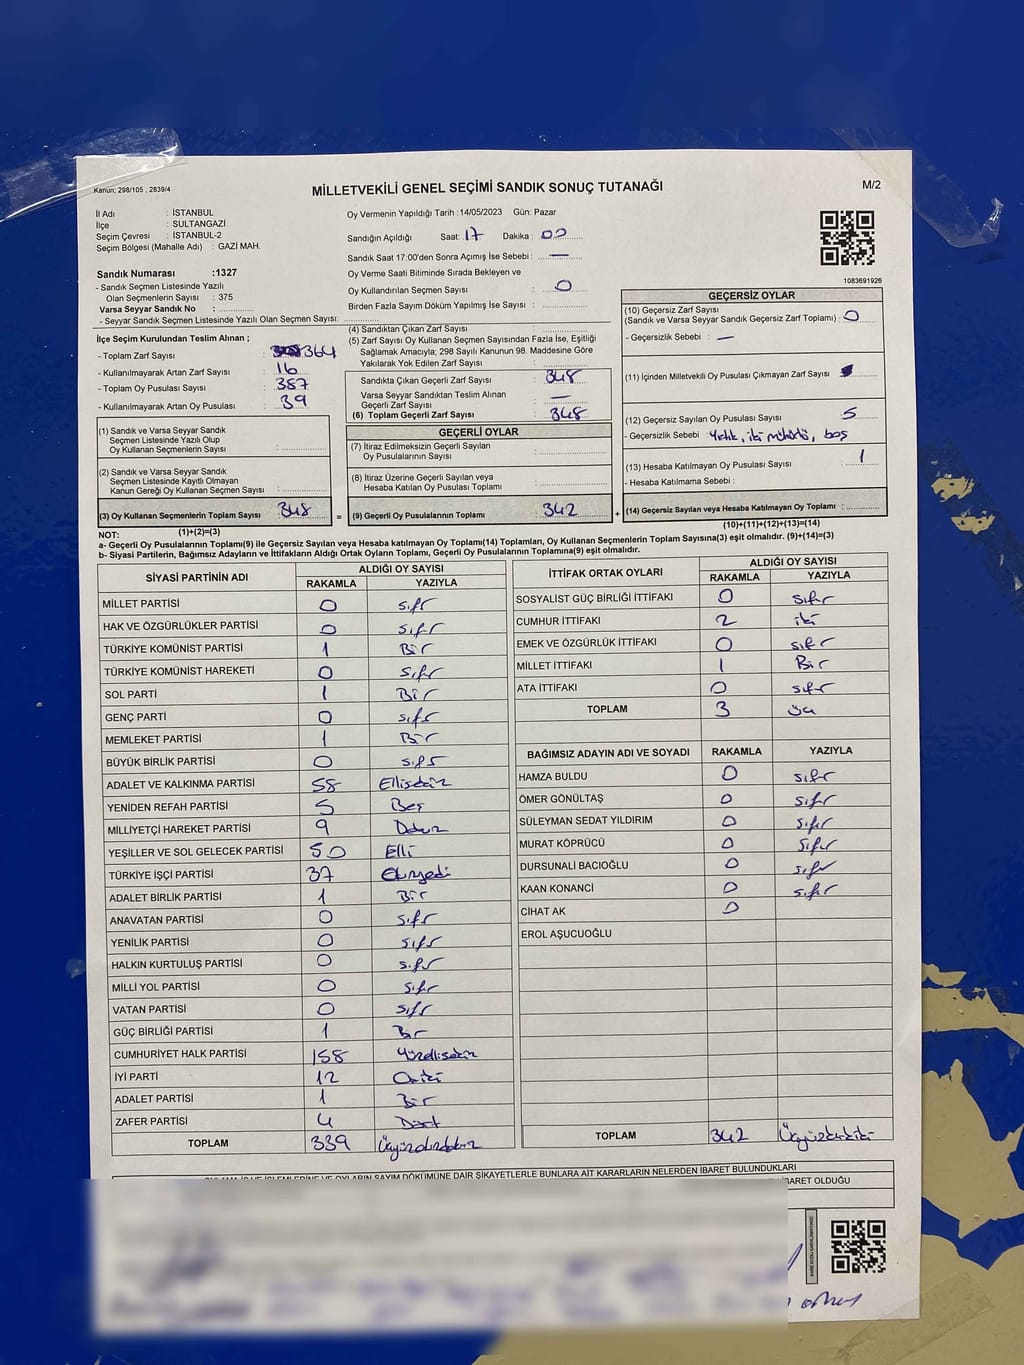 Kanun; 298/105 , 2839/4
MİLLETVEKİLİ GENEL SEÇİMİ SANDIK SONUÇ TUTANAĞI
M/2
İl Adı : İSTANBUL
İlçe : SULTANGAZİ
Seçim Çevresi : İSTANBUL-2
Seçim Bölgesi (Mahalle Adı) : GAZİ MAH.
Sandık Numarası :1327
- Sandık Seçmen Listesinde Yazılı
Olan Seçmenlerin Sayısı : 375
Varsa Seyyar Sandık No :
- Seyyar Sandık Seçmen Listesinde Yazılı Olan Seçmen Sayısı:
Oy Vermenin Yapıldığı Tarih :14/05/2023 Gün: Pazar
Sandığın Açıldığı Saat: 17 Dakika : 00
Sandık Saat 17:00'den Sonra Açımış İse Sebebi : —
Oy Verme Saati Bitiminde Sırada Bekleyen ve
Oy Kullandırılan Seçmen Sayısı : 0
Birden Fazla Sayım Döküm Yapılmış İse Sayısı :
1083691926
İlçe Seçim Kurulundan Teslim Alınan ;
- Toplam Zarf Sayısı : 364
- Kullanılmayarak Artan Zarf Sayısı : 16
- Toplam Oy Pusulası Sayısı : 387
- Kullanılmayarak Artan Oy Pusulası : 39
(1) Sandık ve Varsa Seyyar Sandık
Seçmen Listesinde Yazılı Olup
Oy Kullanan Seçmenlerin Sayısı :
(2) Sandık ve Varsa Seyyar Sandık
Seçmen Listesinde Kayıtlı Olmayan
Kanun Gereği Oy Kullanan Seçmen Sayısı :
(3) Oy Kullanan Seçmenlerin Toplam Sayısı : 348
(1)+(2)=(3)
(4) Sandıktan Çıkan Zarf Sayısı :
(5) Zarf Sayısı Oy Kullanan Seçmen Sayısından Fazla İse, Eşitliği
Sağlamak Amacıyla, 298 Sayılı Kanunun 98. Maddesine Göre
Yakılarak Yok Edilen Zarf Sayısı :
Sandıkta Çıkan Geçerli Zarf Sayısı : 348
Varsa Seyyar Sandıktan Teslim Alınan
Geçerli Zarf Sayısı : —
(6) Toplam Geçerli Zarf Sayısı : 348
GEÇERLİ OYLAR
(7) İtiraz Edilmeksizin Geçerli Sayılan
Oy Pusulalarının Sayısı :
(8) İtiraz Üzerine Geçerli Sayılan veya
Hesaba Katılan Oy Pusulası Toplamı :
= (9) Geçerli Oy Pusulalarının Toplamı : 342 +
GEÇERSİZ OYLAR
(10) Geçersiz Zarf Sayısı
(Sandık ve Varsa Seyyar Sandık Geçersiz Zarf Toplamı) : 0
- Geçersizlik Sebebi : —
(11) İçinden Milletvekili Oy Pusulası Çıkmayan Zarf Sayısı :
(12) Geçersiz Sayılan Oy Pusulası Sayısı : 5
- Geçersizlik Sebebi : Yırtık, iki mühürlü, boş
(13) Hesaba Katılmayan Oy Pusulası Sayısı : 1
- Hesaba Katılmama Sebebi :
(14) Geçersiz Sayılan veya Hesaba Katılmayan Oy Toplamı :
(10)+(11)+(12)+(13)=(14)
NOT:
a- Geçerli Oy Pusulalarının Toplamı(9) ile Geçersiz Sayılan veya Hesaba Katılmayan Oy Toplamı(14) Toplamları, Oy Kullanan Seçmenlerin Toplam Sayısına(3) eşit olmalıdır. (9)+(14)=(3)
b- Siyasi Partilerin, Bağımsız Adayların ve İttifakların Aldığı Ortak Oyların Toplamı, Geçerli Oy Pusulalarının Toplamına(9) eşit olmalıdır.
SİYASİ PARTİNİN ADI ALDIĞI OY SAYISI
RAKAMLA YAZIYLA
MİLLET PARTİSİ 0 sıfır
HAK VE ÖZGÜRLÜKLER PARTİSİ 0 sıfır
TÜRKİYE KOMÜNİST PARTİSİ 1 Bir
TÜRKİYE KOMÜNİST HAREKETİ 0 sıfır
SOL PARTİ 1 Bir
GENÇ PARTİ 0 sıfır
MEMLEKET PARTİSİ 1 Bir
BÜYÜK BİRLİK PARTİSİ 0 sıfır
ADALET VE KALKINMA PARTİSİ 58 Ellisekiz
YENİDEN REFAH PARTİSİ 5 Beş
MİLLİYETÇİ HAREKET PARTİSİ 9 Dokuz
YEŞİLLER VE SOL GELECEK PARTİSİ 50 Elli
TÜRKİYE İŞÇİ PARTİSİ 37 Otuzyedi
ADALET BİRLİK PARTİSİ 1 Bir
ANAVATAN PARTİSİ 0 sıfır
YENİLİK PARTİSİ 0 sıfır
HALKIN KURTULUŞ PARTİSİ 0 sıfır
MİLLİ YOL PARTİSİ 0 sıfır
VATAN PARTİSİ 0 sıfır
GÜÇ BİRLİĞİ PARTİSİ 1 Bir
CUMHURİYET HALK PARTİSİ 158 Yüzellisekiz
İYİ PARTİ 12 Oniki
ADALET PARTİSİ 1 Bir
ZAFER PARTİSİ 4 Dört
TOPLAM 339 Üçyüzotuzdokuz
İTTİFAK ORTAK OYLARI ALDIĞI OY SAYISI
RAKAMLA YAZIYLA
SOSYALİST GÜÇ BİRLİĞİ İTTİFAKI 0 sıfır
CUMHUR İTTİFAKI 2 iki
EMEK VE ÖZGÜRLÜK İTTİFAKI 0 sıfır
MİLLET İTTİFAKI 1 Bir
ATA İTTİFAKI 0 sıfır
TOPLAM 3 üç
BAĞIMSIZ ADAYIN ADI VE SOYADI RAKAMLA YAZIYLA
HAMZA BULDU 0 sıfır
ÖMER GÖNÜLTAŞ 0 sıfır
SÜLEYMAN SEDAT YILDIRIM 0 sıfır
MURAT KÖPRÜCÜ 0 sıfır
DURSUNALİ BACIOĞLU 0 sıfır
KAAN KONANCİ 0 sıfır
CİHAT AK 0
EROL AŞUCUOĞLU
TOPLAM 342 Üçyüzkırkiki
OYLARIN SAYIM DÖKÜMÜNE DAİR ŞİKAYETLERLE BUNLARA AİT KARARLARIN NELERDEN İBARET BULUNDUKLARI
İBARET OLDUĞU